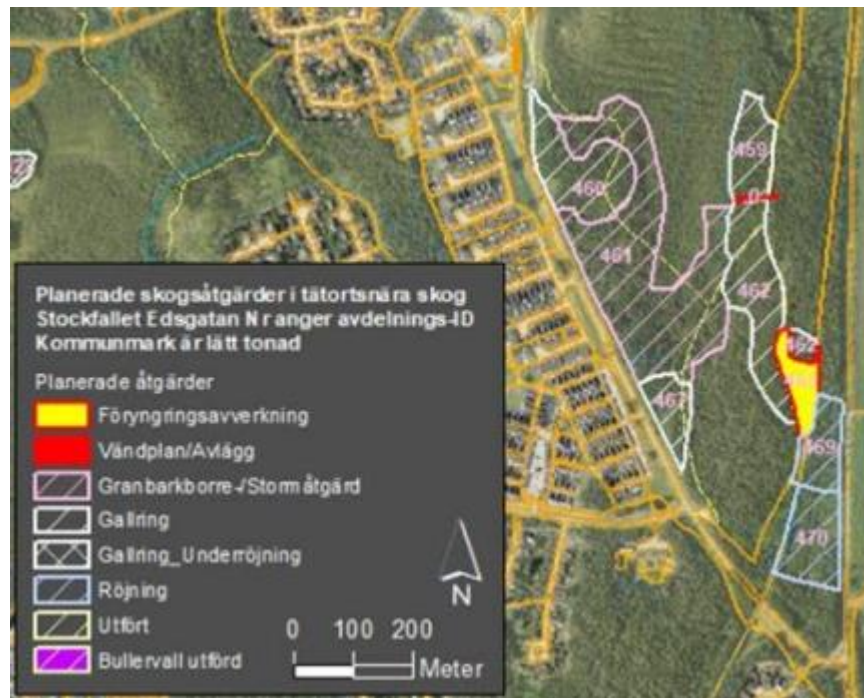 459
460
461
462
462
467
469
470
Planerade skogsåtgärder i tätortsnära skog
Stockfallet Edsgatan Nr anger avdelnings-ID
Kommunmark är lätt tonad
Planerade åtgärder
Föryngringsavverkning
Vändplan/Avlägg
Granbarkborre-/Stormåtgärd
Gallring
Gallring_Underröjning
Röjning
Utfört
Bullervall utförd
N
0 100 200
Meter